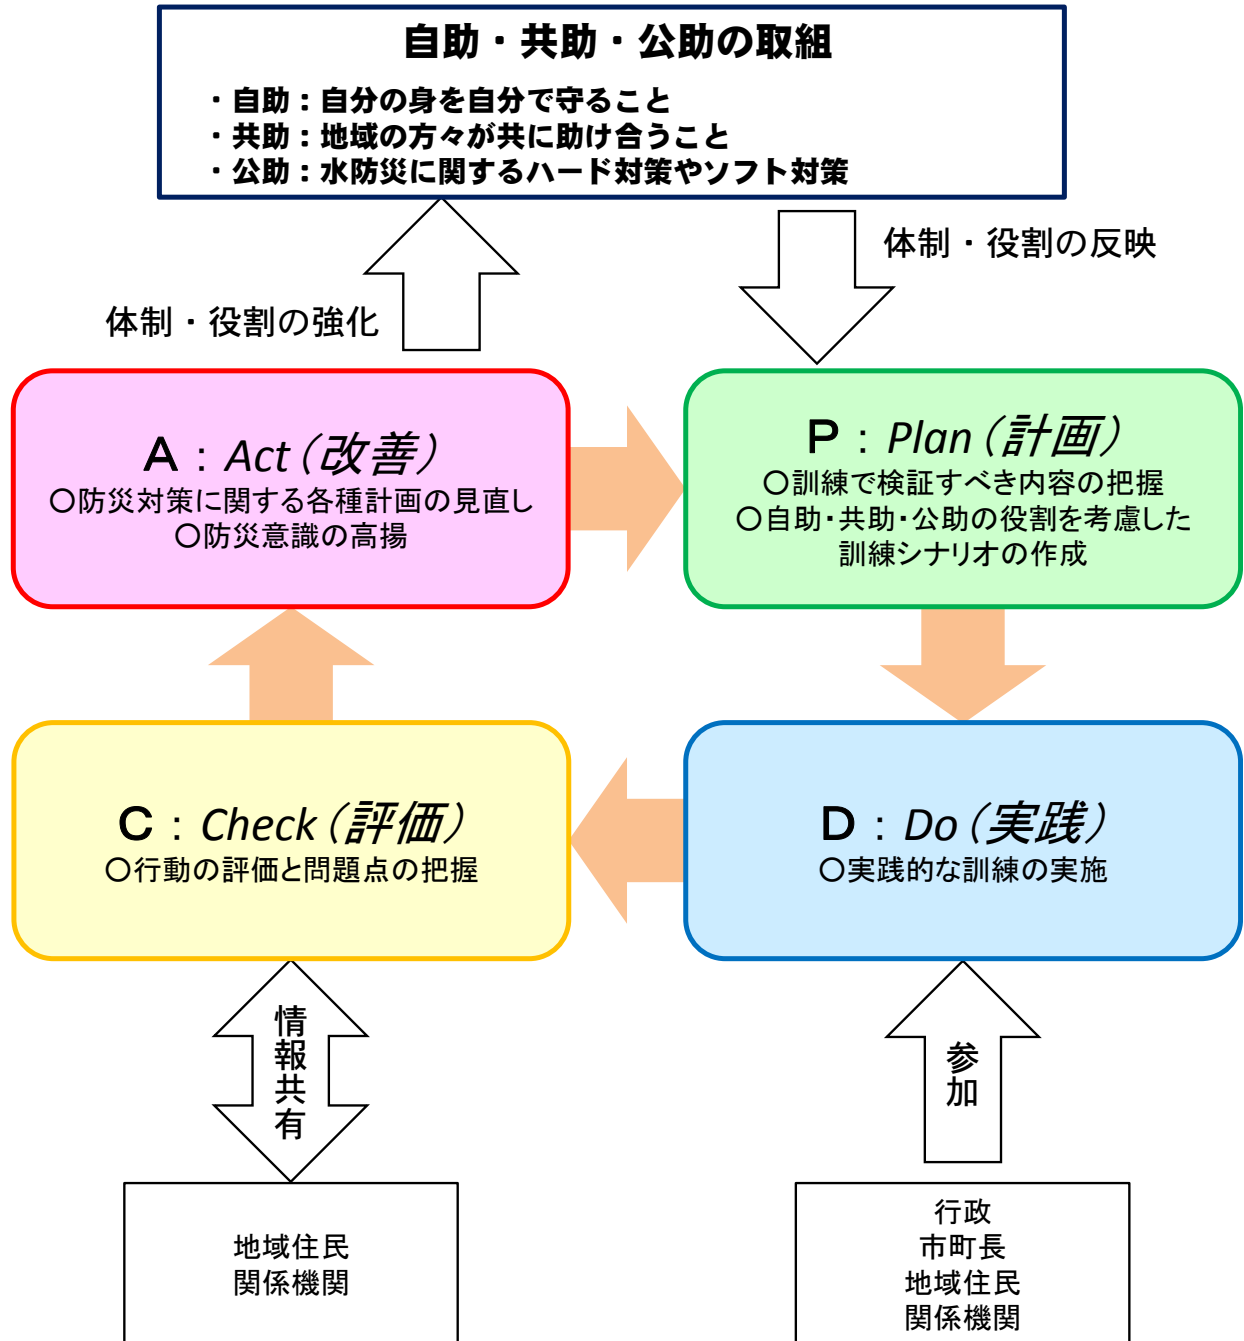 自助・共助・公助の取組
・自助：自分の身を自分で守ること
・共助：地域の方々が共に助け合うこと
・公助：水防災に関するハード対策やソフト対策
体制・役割の反映
体制・役割の強化
A：Act（改善）
○防災対策に関する各種計画の見直し
○防災意識の高揚
P：Plan（計画）
○訓練で検証すべき内容の把握
○自助・共助・公助の役割を考慮した
訓練シナリオの作成
C：Check（評価）
○行動の評価と問題点の把握
D：Do（実践）
○実践的な訓練の実施
情報共有
参加
地域住民
関係機関
行政
市町長
地域住民
関係機関